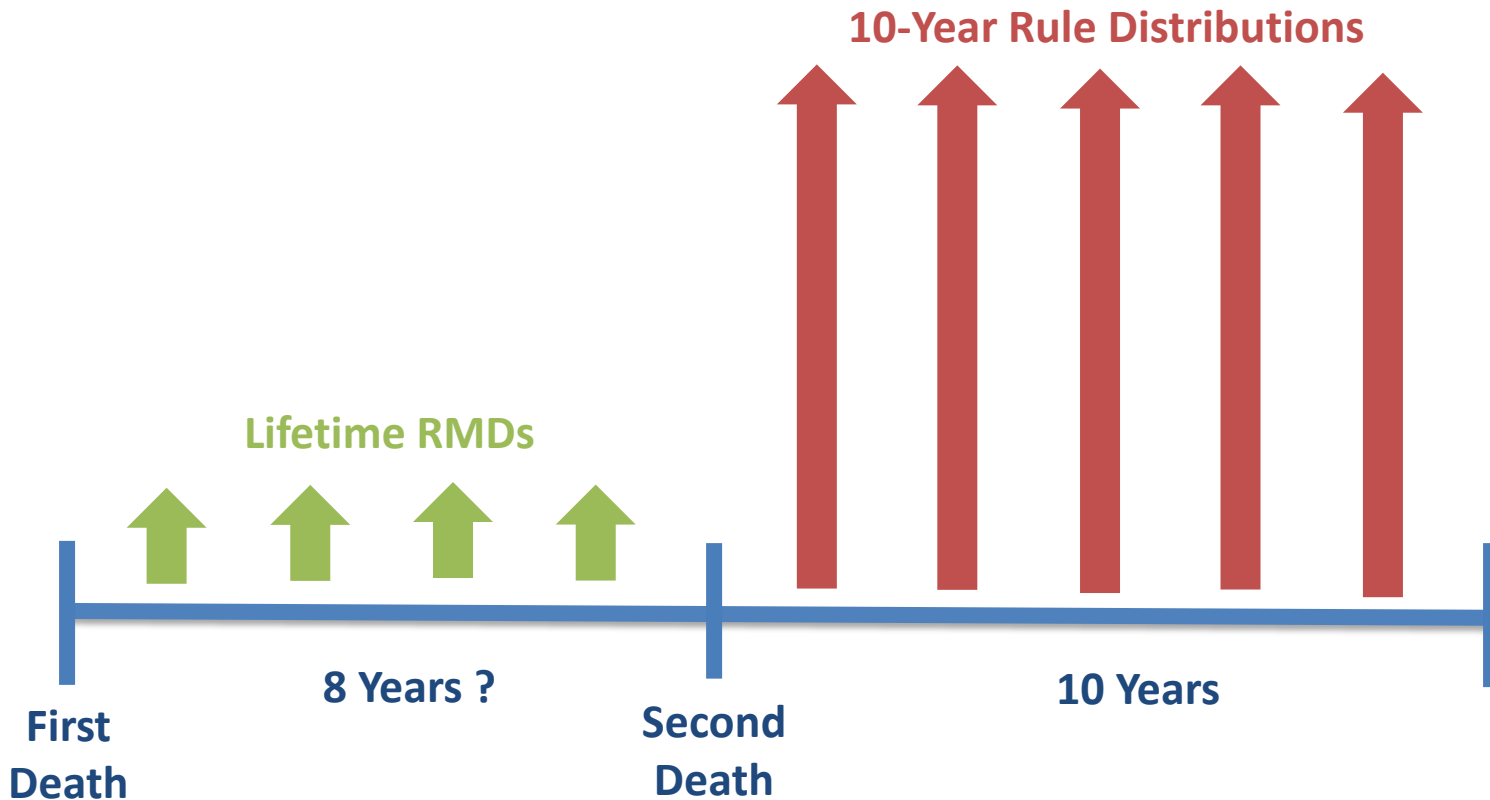 10-Year Rule Distributions
Lifetime RMDs
8 Years ?
10 Years
First
Death
Second
Death